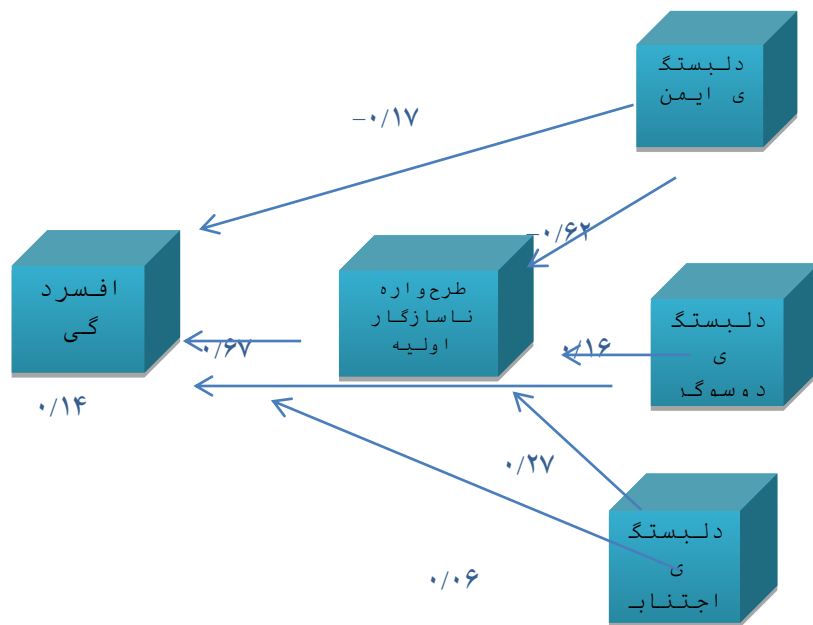 دلبستگ
ی ایمن
-۰/۱۷
-۰/۶۲
افسرد
گی
طرحواره
ناسازگار
اولیه
دلبستگ
ی
دوسوگر
۰/۶۷
۰/۱۶
۰/۱۴
۰/۲۷
دلبستگ
ی
اجتناب
۰/۰۶